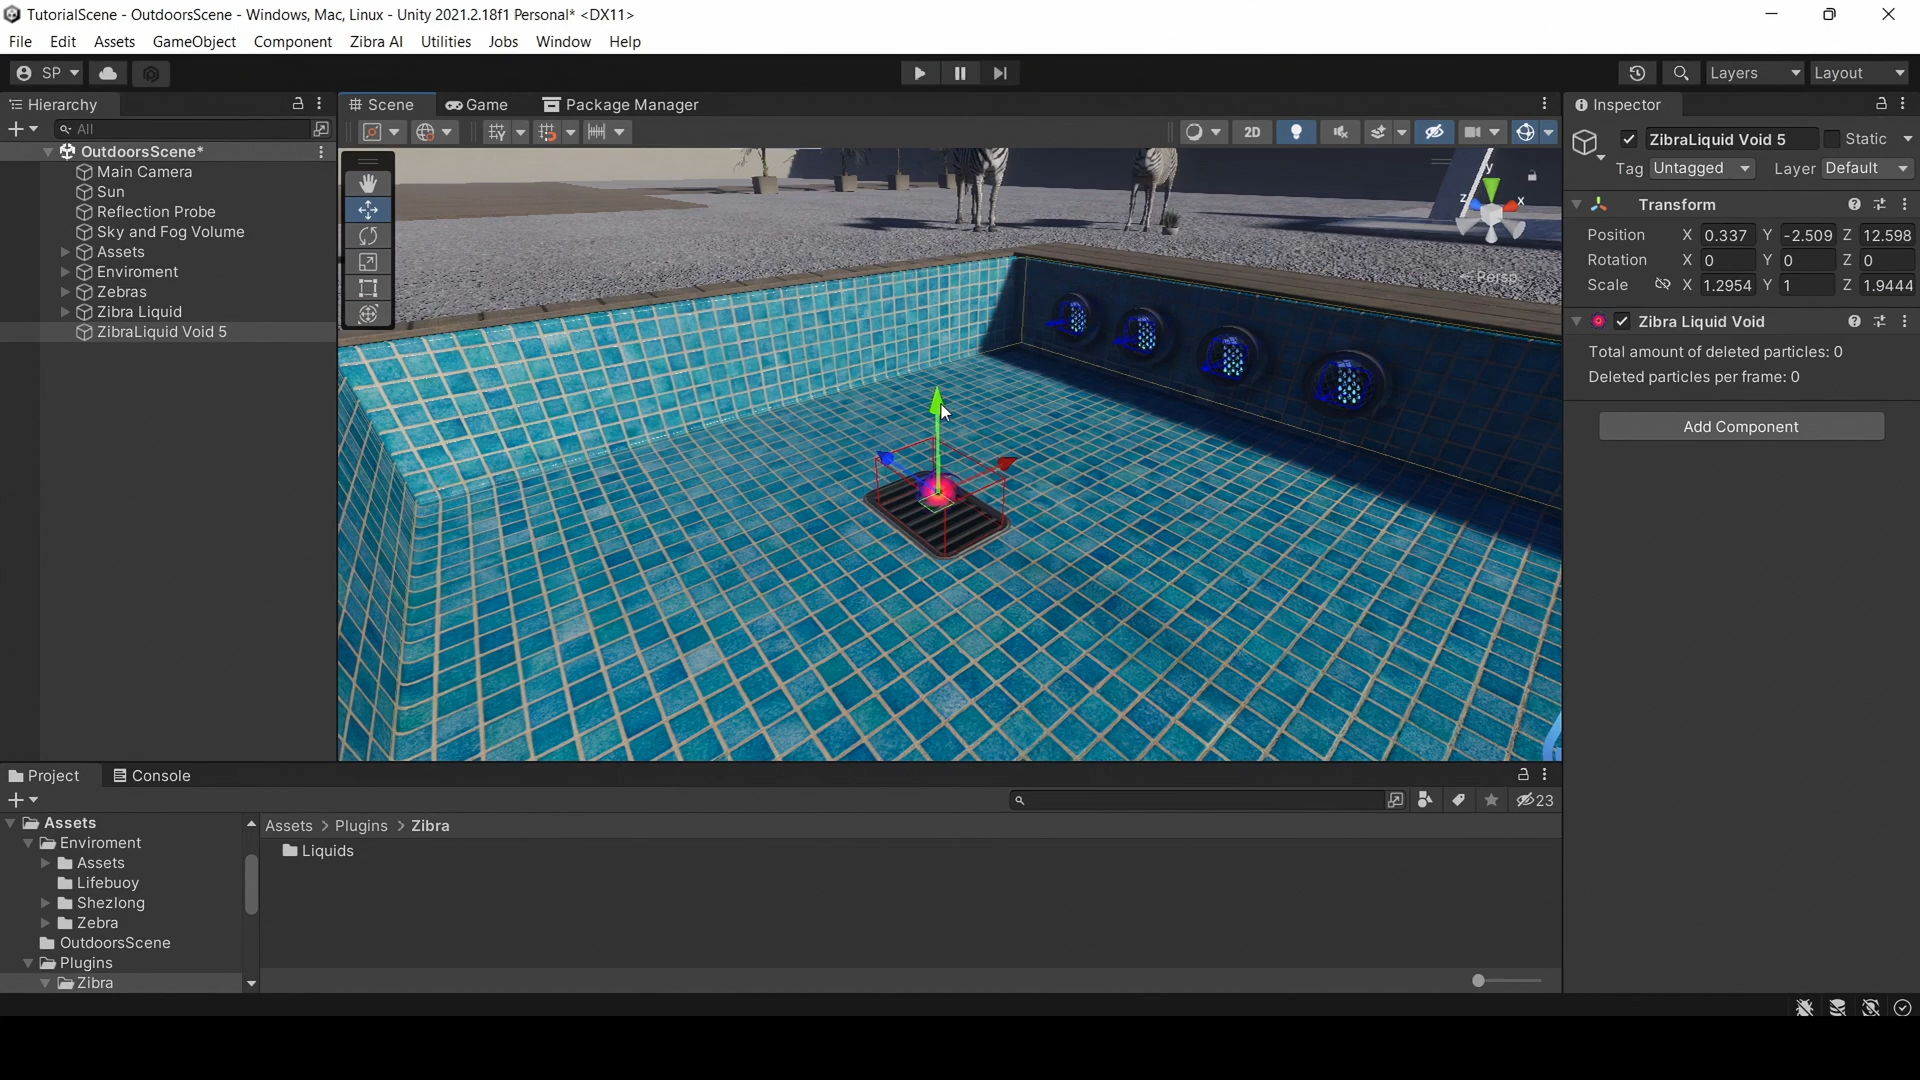 TutorialScene - OutdoorsScene - Windows, Mac, Linux - Unity 2021.2.18f1 Personal* <DX11>
File Edit Assets GameObject Component Zibra AI Utilities Jobs Window Help
SP Layers Layout
Hierarchy
All
OutdoorsScene*
Main Camera
Sun
Reflection Probe
Sky and Fog Volume
Assets
Enviroment
Zebras
Zibra Liquid
ZibraLiquid Void 5
Scene Game Package Manager
2D
y
z x
Persp
Inspector
ZibraLiquid Void 5 Static
Tag Untagged Layer Default
Transform
Position X 0.337 Y -2.509 Z 12.598
Rotation X 0 Y 0 Z 0
Scale X 1.2954 Y 1 Z 1.9444
Zibra Liquid Void
Total amount of deleted particles: 0
Deleted particles per frame: 0
Add Component
Project Console
23
Assets
Enviroment
Assets
Lifebuoy
Shezlong
Zebra
OutdoorsScene
Plugins
Zibra
Assets > Plugins > Zibra
Liquids